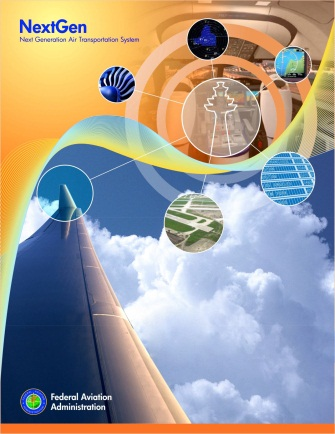 NextGen
Next Generation Air Transportation System
Federal Aviation
Administration